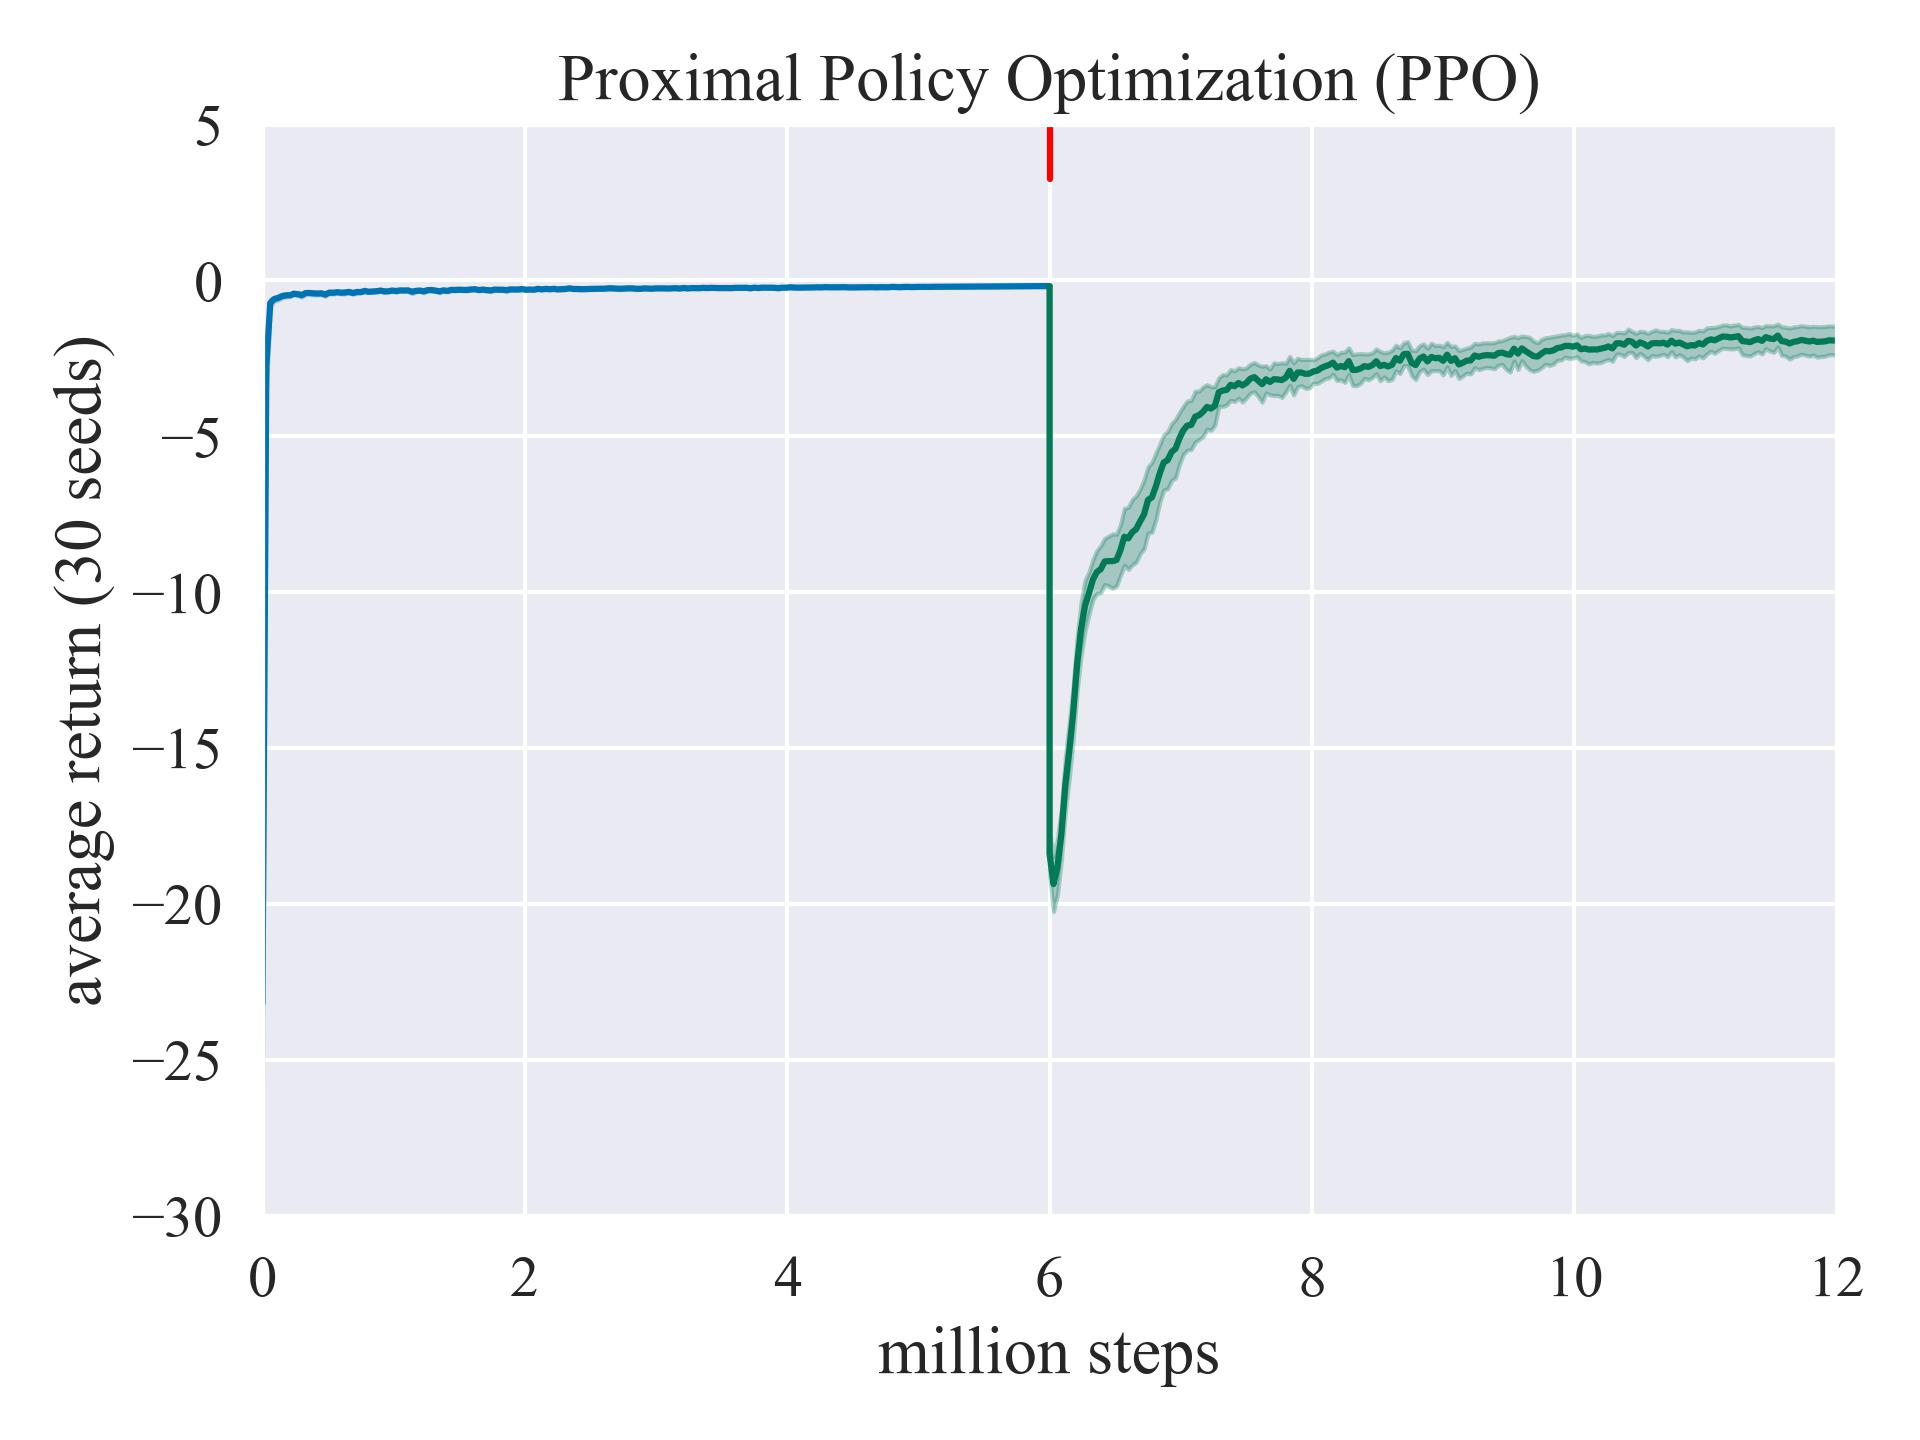 Proximal Policy Optimization (PPO)
5
0
−5
−10
−15
−20
−25
−30
average return (30 seeds)
0 2 4 6 8 10 12
million steps